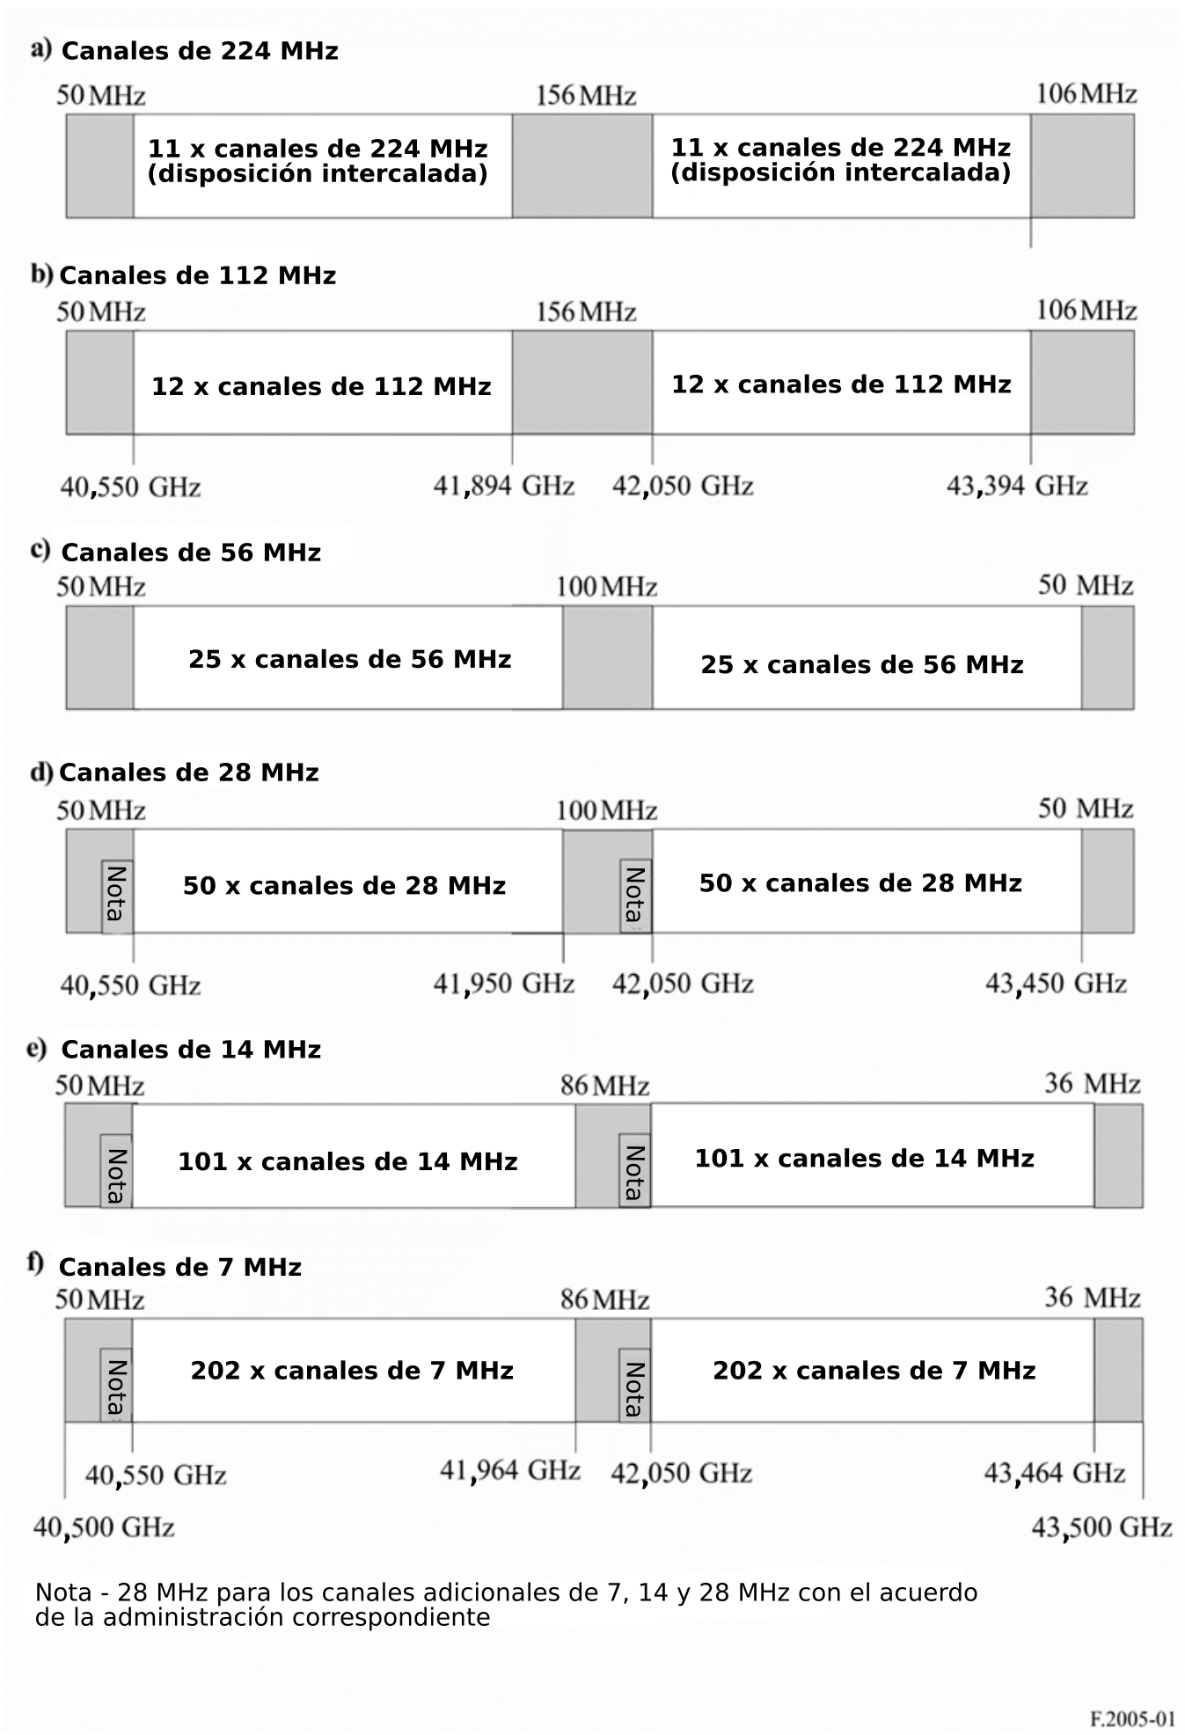 a) Canales de 224 MHz
50 MHz 156 MHz 106 MHz
11 x canales de 224 MHz
(disposición intercalada)
11 x canales de 224 MHz
(disposición intercalada)
b) Canales de 112 MHz
50 MHz 156 MHz 106 MHz
12 x canales de 112 MHz 12 x canales de 112 MHz
40,550 GHz 41,894 GHz 42,050 GHz 43,394 GHz
c) Canales de 56 MHz
50 MHz 100 MHz 50 MHz
25 x canales de 56 MHz 25 x canales de 56 MHz
d) Canales de 28 MHz
50 MHz 100 MHz 50 MHz
Nota 50 x canales de 28 MHz Nota 50 x canales de 28 MHz
40,550 GHz 41,950 GHz 42,050 GHz 43,450 GHz
e) Canales de 14 MHz
50 MHz 86 MHz 36 MHz
Nota 101 x canales de 14 MHz Nota 101 x canales de 14 MHz
f) Canales de 7 MHz
50 MHz 86 MHz 36 MHz
Nota 202 x canales de 7 MHz Nota 202 x canales de 7 MHz
40,550 GHz 41,964 GHz 42,050 GHz 43,464 GHz
40,500 GHz 43,500 GHz
Nota - 28 MHz para los canales adicionales de 7, 14 y 28 MHz con el acuerdo
de la administración correspondiente
F.2005-01